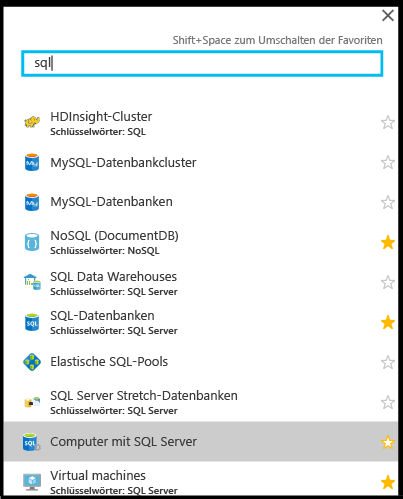 Shift+Space zum Umschalten der Favoriten
sql
HDInsight-Cluster
Schlüsselwörter: SQL
MySQL-Datenbankcluster
MySQL-Datenbanken
NoSQL (DocumentDB)
Schlüsselwörter: NoSQL
SQL Data Warehouses
Schlüsselwörter: SQL Server
SQL-Datenbanken
Schlüsselwörter: SQL Server
Elastische SQL-Pools
SQL Server Stretch-Datenbanken
Schlüsselwörter: SQL Server
Computer mit SQL Server
Virtual machines
Schlüsselwörter: SQL Server